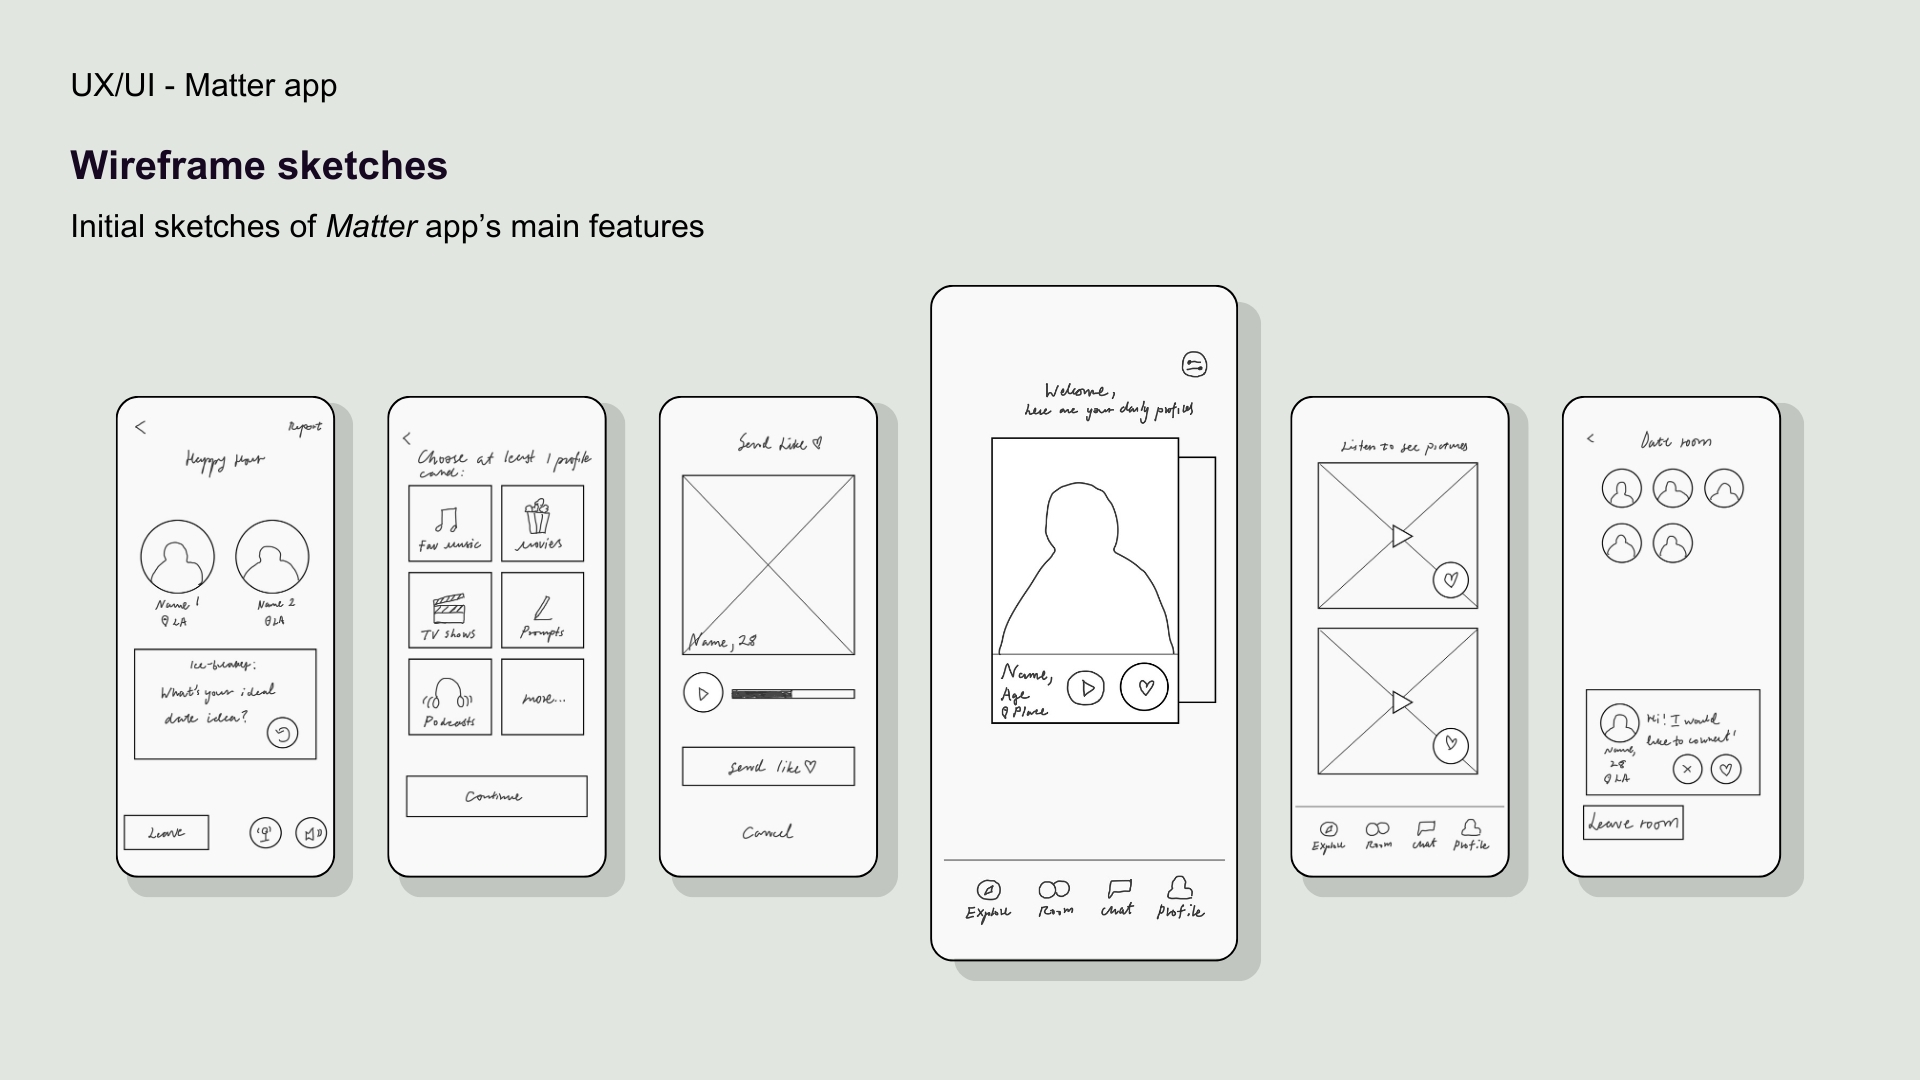 UX/UI - Matter app
Wireframe sketches
Initial sketches of Matter app’s main features
Report
Happy Hour
Name 1
LA
Name 2
LA
Ice-breaker:
What's your ideal
date idea?
Leave
Choose at least 1 profile
card:
Fav music
Movies
TV shows
Prompts
Podcasts
more...
Continue
Send Like
Name, 28
Send like
Cancel
Welcome,
here are your daily profiles
Name,
Age
Place
Explore
Room
Chat
Profile
Listen to see pictures
Explore
Room
Chat
Profile
Date room
Hi! I would
like to connect!
Name,
28
LA
Leave room